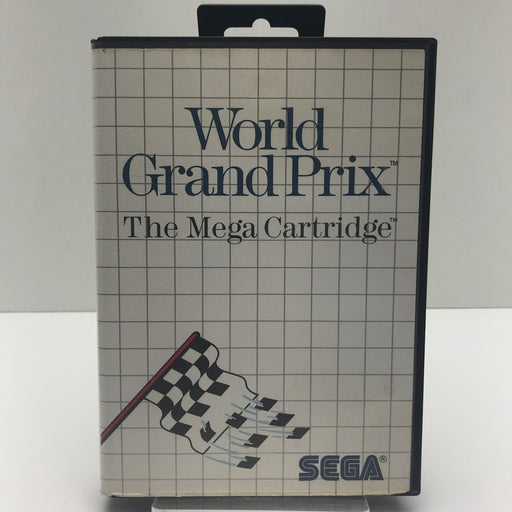 World
Grand Prix™
The Mega Cartridge™
SEGA®